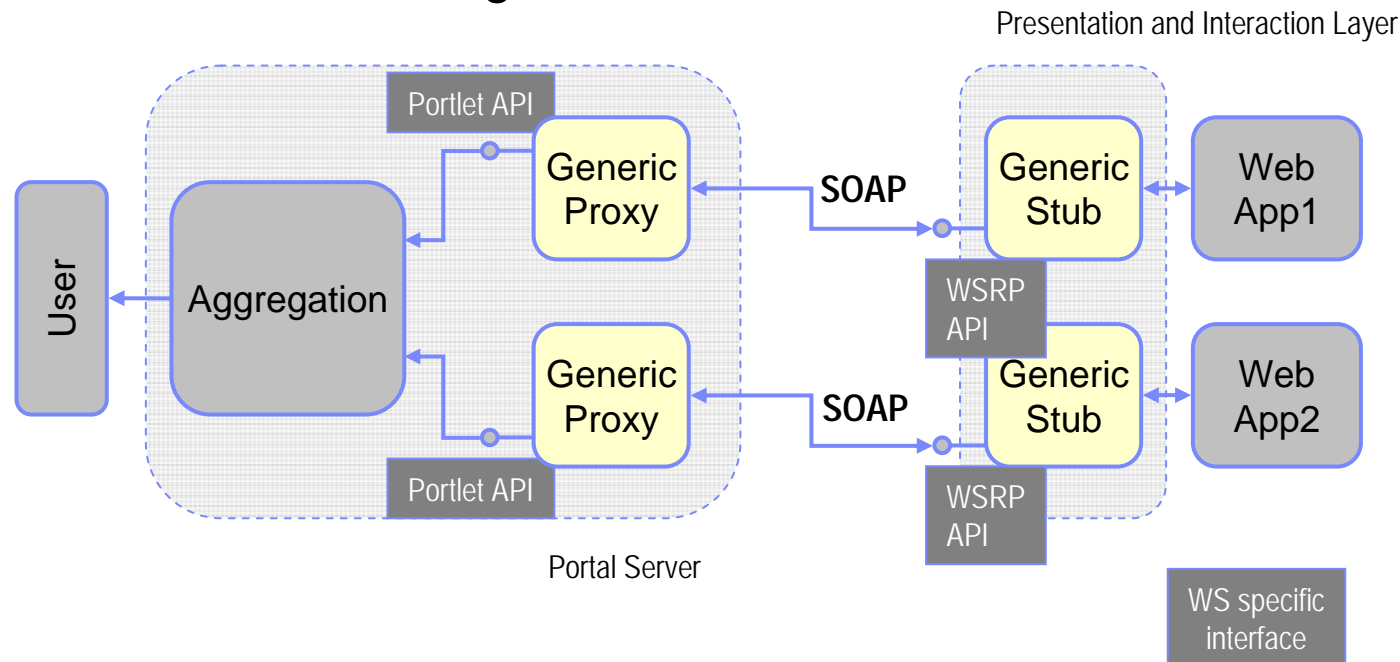 Presentation and Interaction Layer
Portlet API
Generic
Proxy
SOAP
Generic
Stub
Web
App1
User
Aggregation
WSRP
API
Generic
Proxy
SOAP
Generic
Stub
Web
App2
Portlet API
WSRP
API
Portal Server
WS specific
interface